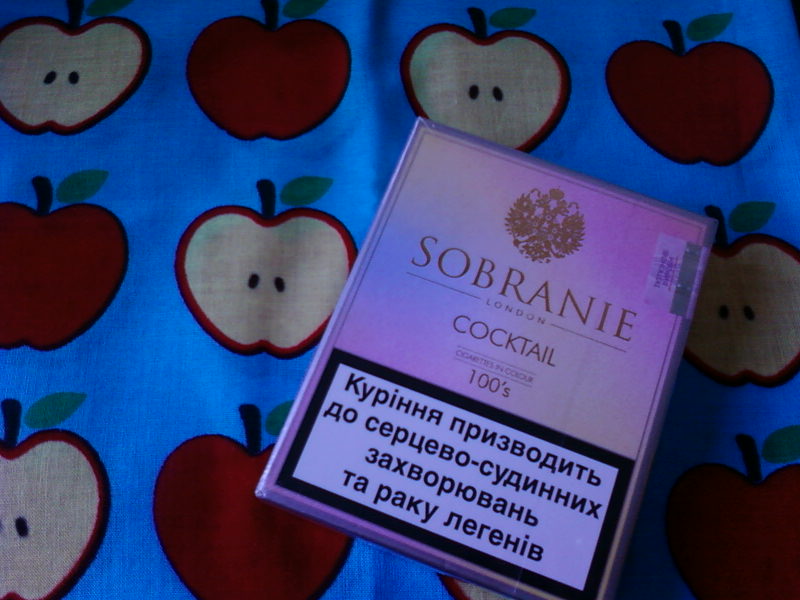 SOBRANIE
LONDON
COCKTAIL
CIGARETTES IN COLOUR
100's
Куріння призводить
до серцево-судинних
захворювань
та раку легенів